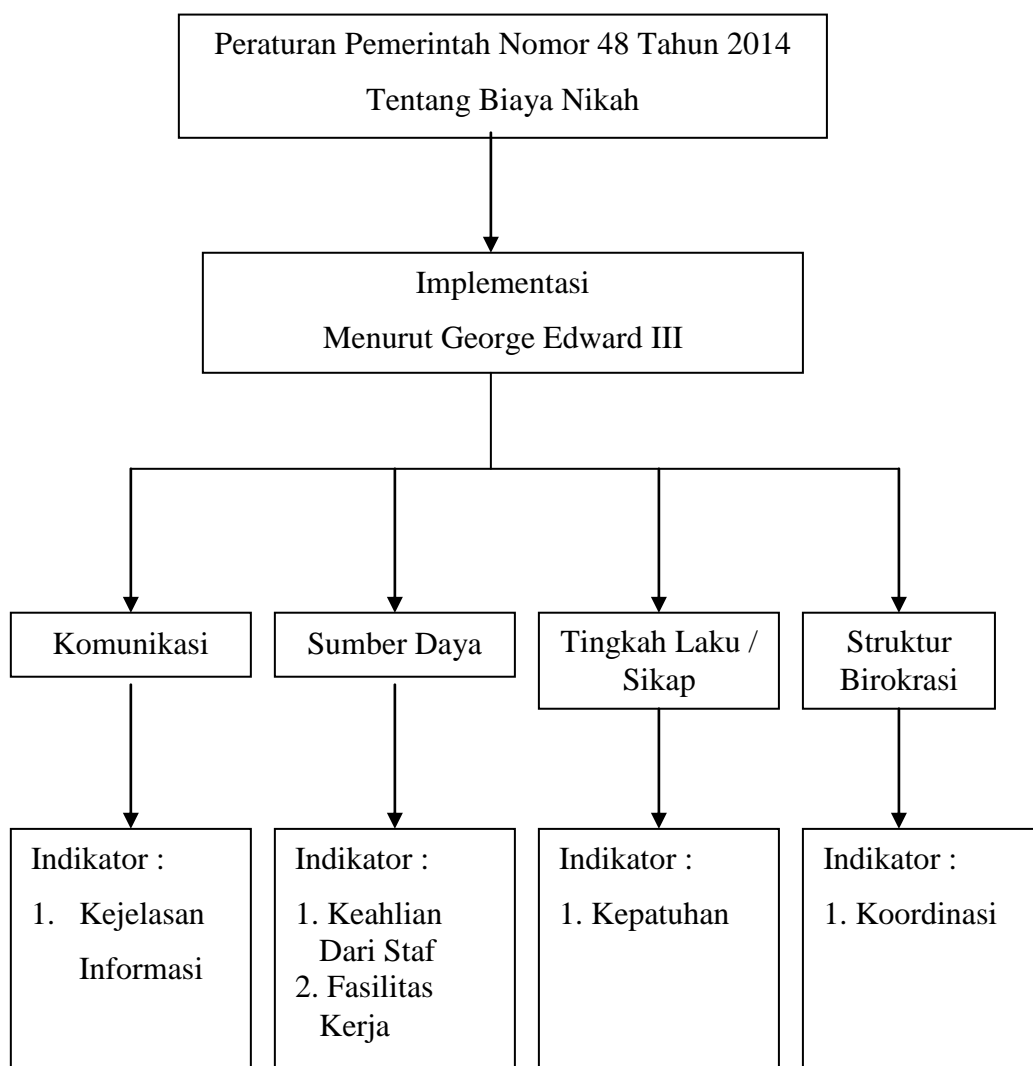 Peraturan Pemerintah Nomor 48 Tahun 2014
Tentang Biaya Nikah
Implementasi
Menurut George Edward III
Komunikasi
Sumber Daya
Tingkah Laku /
Sikap
Struktur
Birokrasi
Indikator :
1. Kejelasan
Informasi
Indikator :
1. Keahlian
Dari Staf
2. Fasilitas
Kerja
Indikator :
1. Kepatuhan
Indikator :
1. Koordinasi